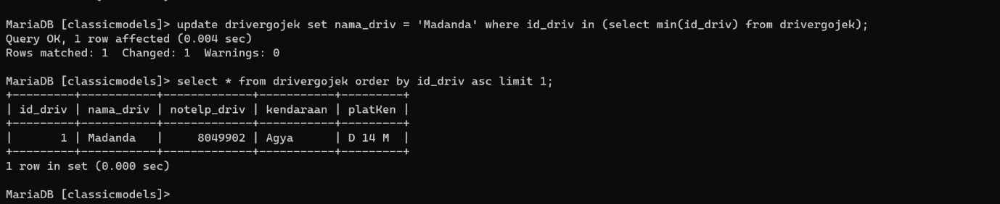 MariaDB [classicmodels]> update drivergojek set nama_driv = 'Madanda' where id_driv in (select min(id_driv) from drivergojek);
Query OK, 1 row affected (0.004 sec)
Rows matched: 1  Changed: 1  Warnings: 0
MariaDB [classicmodels]> select * from drivergojek order by id_driv asc limit 1;
+---------+-----------+-------------+-----------+---------+
| id_driv | nama_driv | notelp_driv | kendaraan | platKen |
+---------+-----------+-------------+-----------+---------+
|       1 | Madanda   |     8049902 | Agya      | D 14 M  |
+---------+-----------+-------------+-----------+---------+
1 row in set (0.000 sec)
MariaDB [classicmodels]>